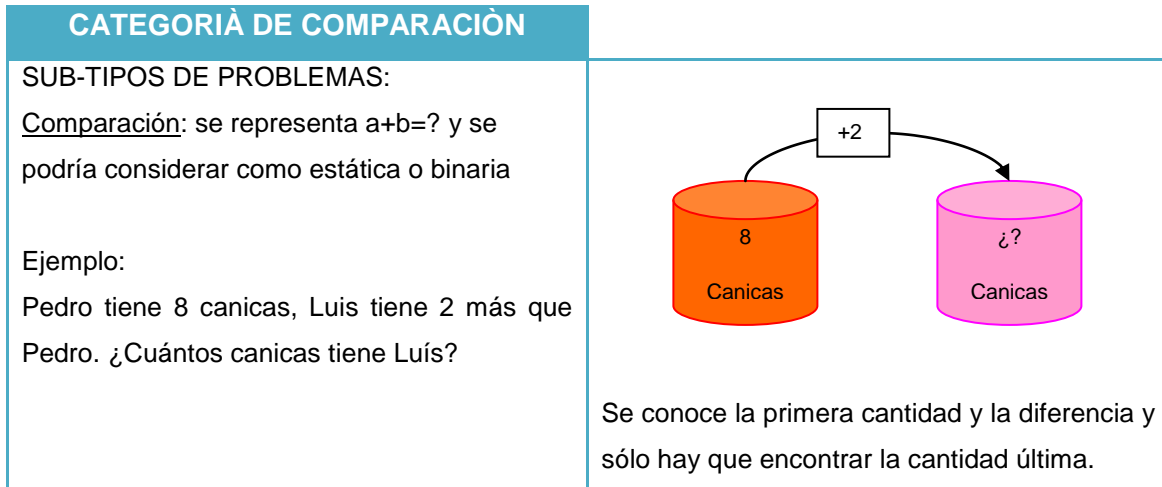 CATEGORIÀ DE COMPARACIÒN
SUB-TIPOS DE PROBLEMAS:
Comparación: se representa a+b=? y se
podría considerar como estática o binaria
Ejemplo:
Pedro tiene 8 canicas, Luis tiene 2 más que
Pedro. ¿Cuántos canicas tiene Luís?
+2
8
Canicas
¿?
Canicas
Se conoce la primera cantidad y la diferencia y
sólo hay que encontrar la cantidad última.